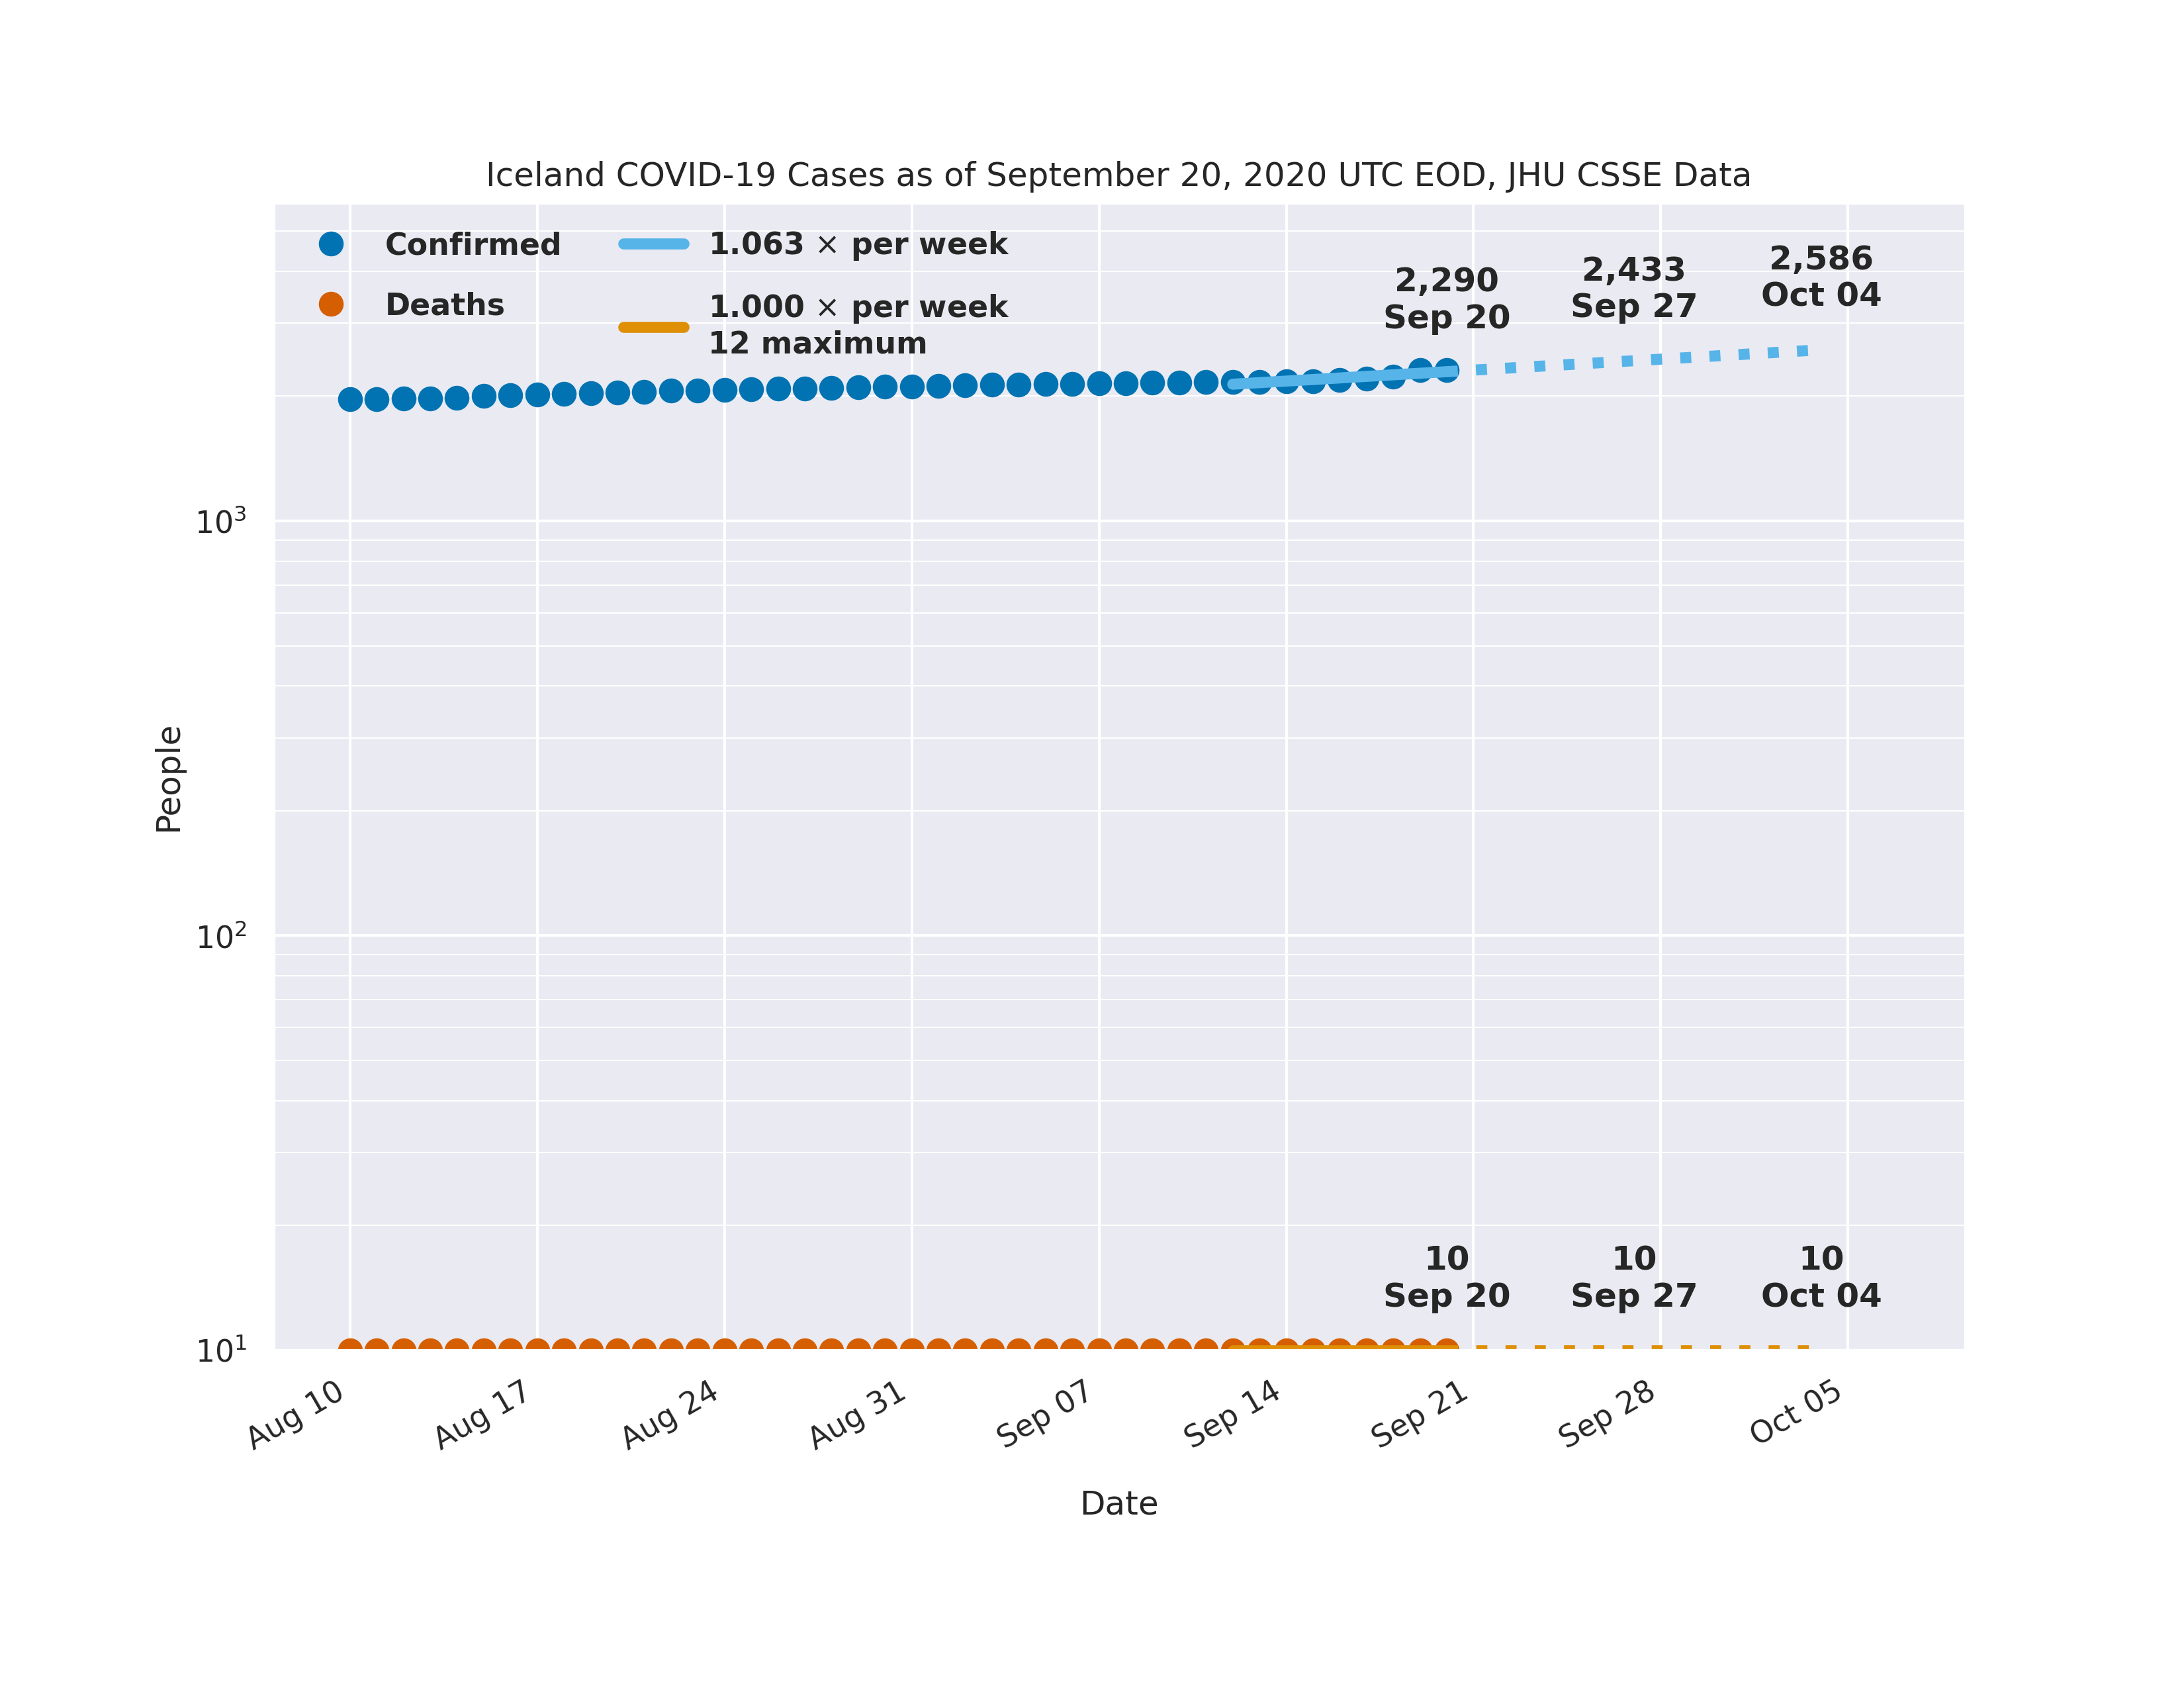 Iceland COVID-19 Cases as of September 20, 2020 UTC EOD, JHU CSSE Data
Confirmed
Deaths
1.063 × per week
1.000 × per week
12 maximum
2,290
Sep 20
2,433
Sep 27
2,586
Oct 04
10³
10²
10¹
People
10
Sep 20
10
Sep 27
10
Oct 04
Aug 10
Aug 17
Aug 24
Aug 31
Sep 07
Sep 14
Sep 21
Sep 28
Oct 05
Date